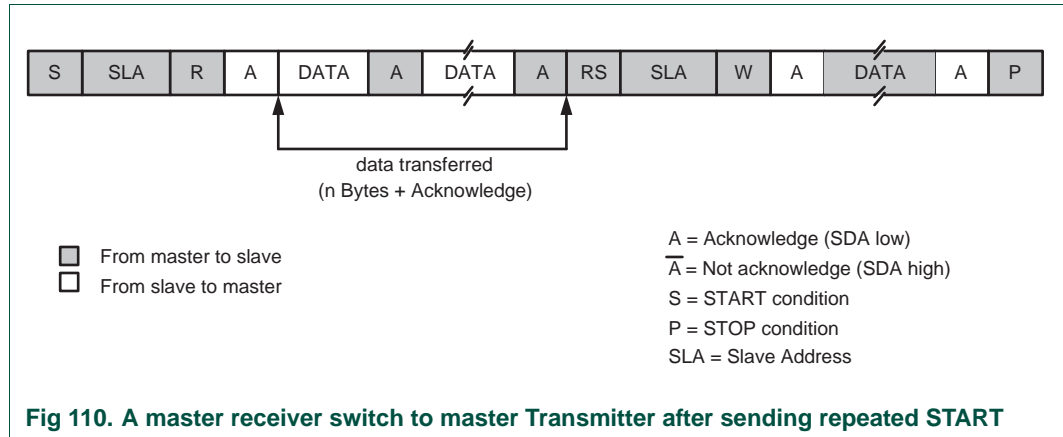 S SLA R A DATA A DATA A RS SLA W A DATA A P
data transferred
(n Bytes + Acknowledge)
From master to slave
From slave to master
A = Acknowledge (SDA low)
A̅ = Not acknowledge (SDA high)
S = START condition
P = STOP condition
SLA = Slave Address
Fig 110. A master receiver switch to master Transmitter after sending repeated START